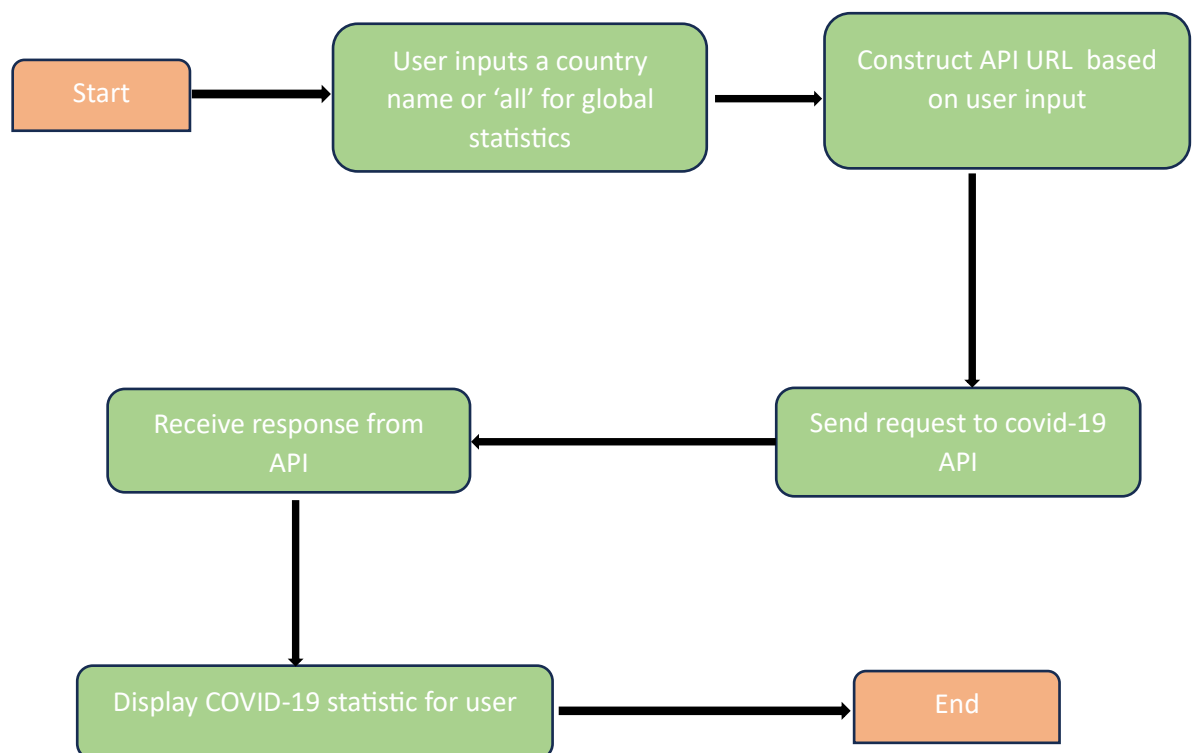 Start
User inputs a country
name or ‘all’ for global
statistics
Construct API URL  based
on user input
Send request to covid-19
API
Receive response from
API
Display COVID-19 statistic for user
End